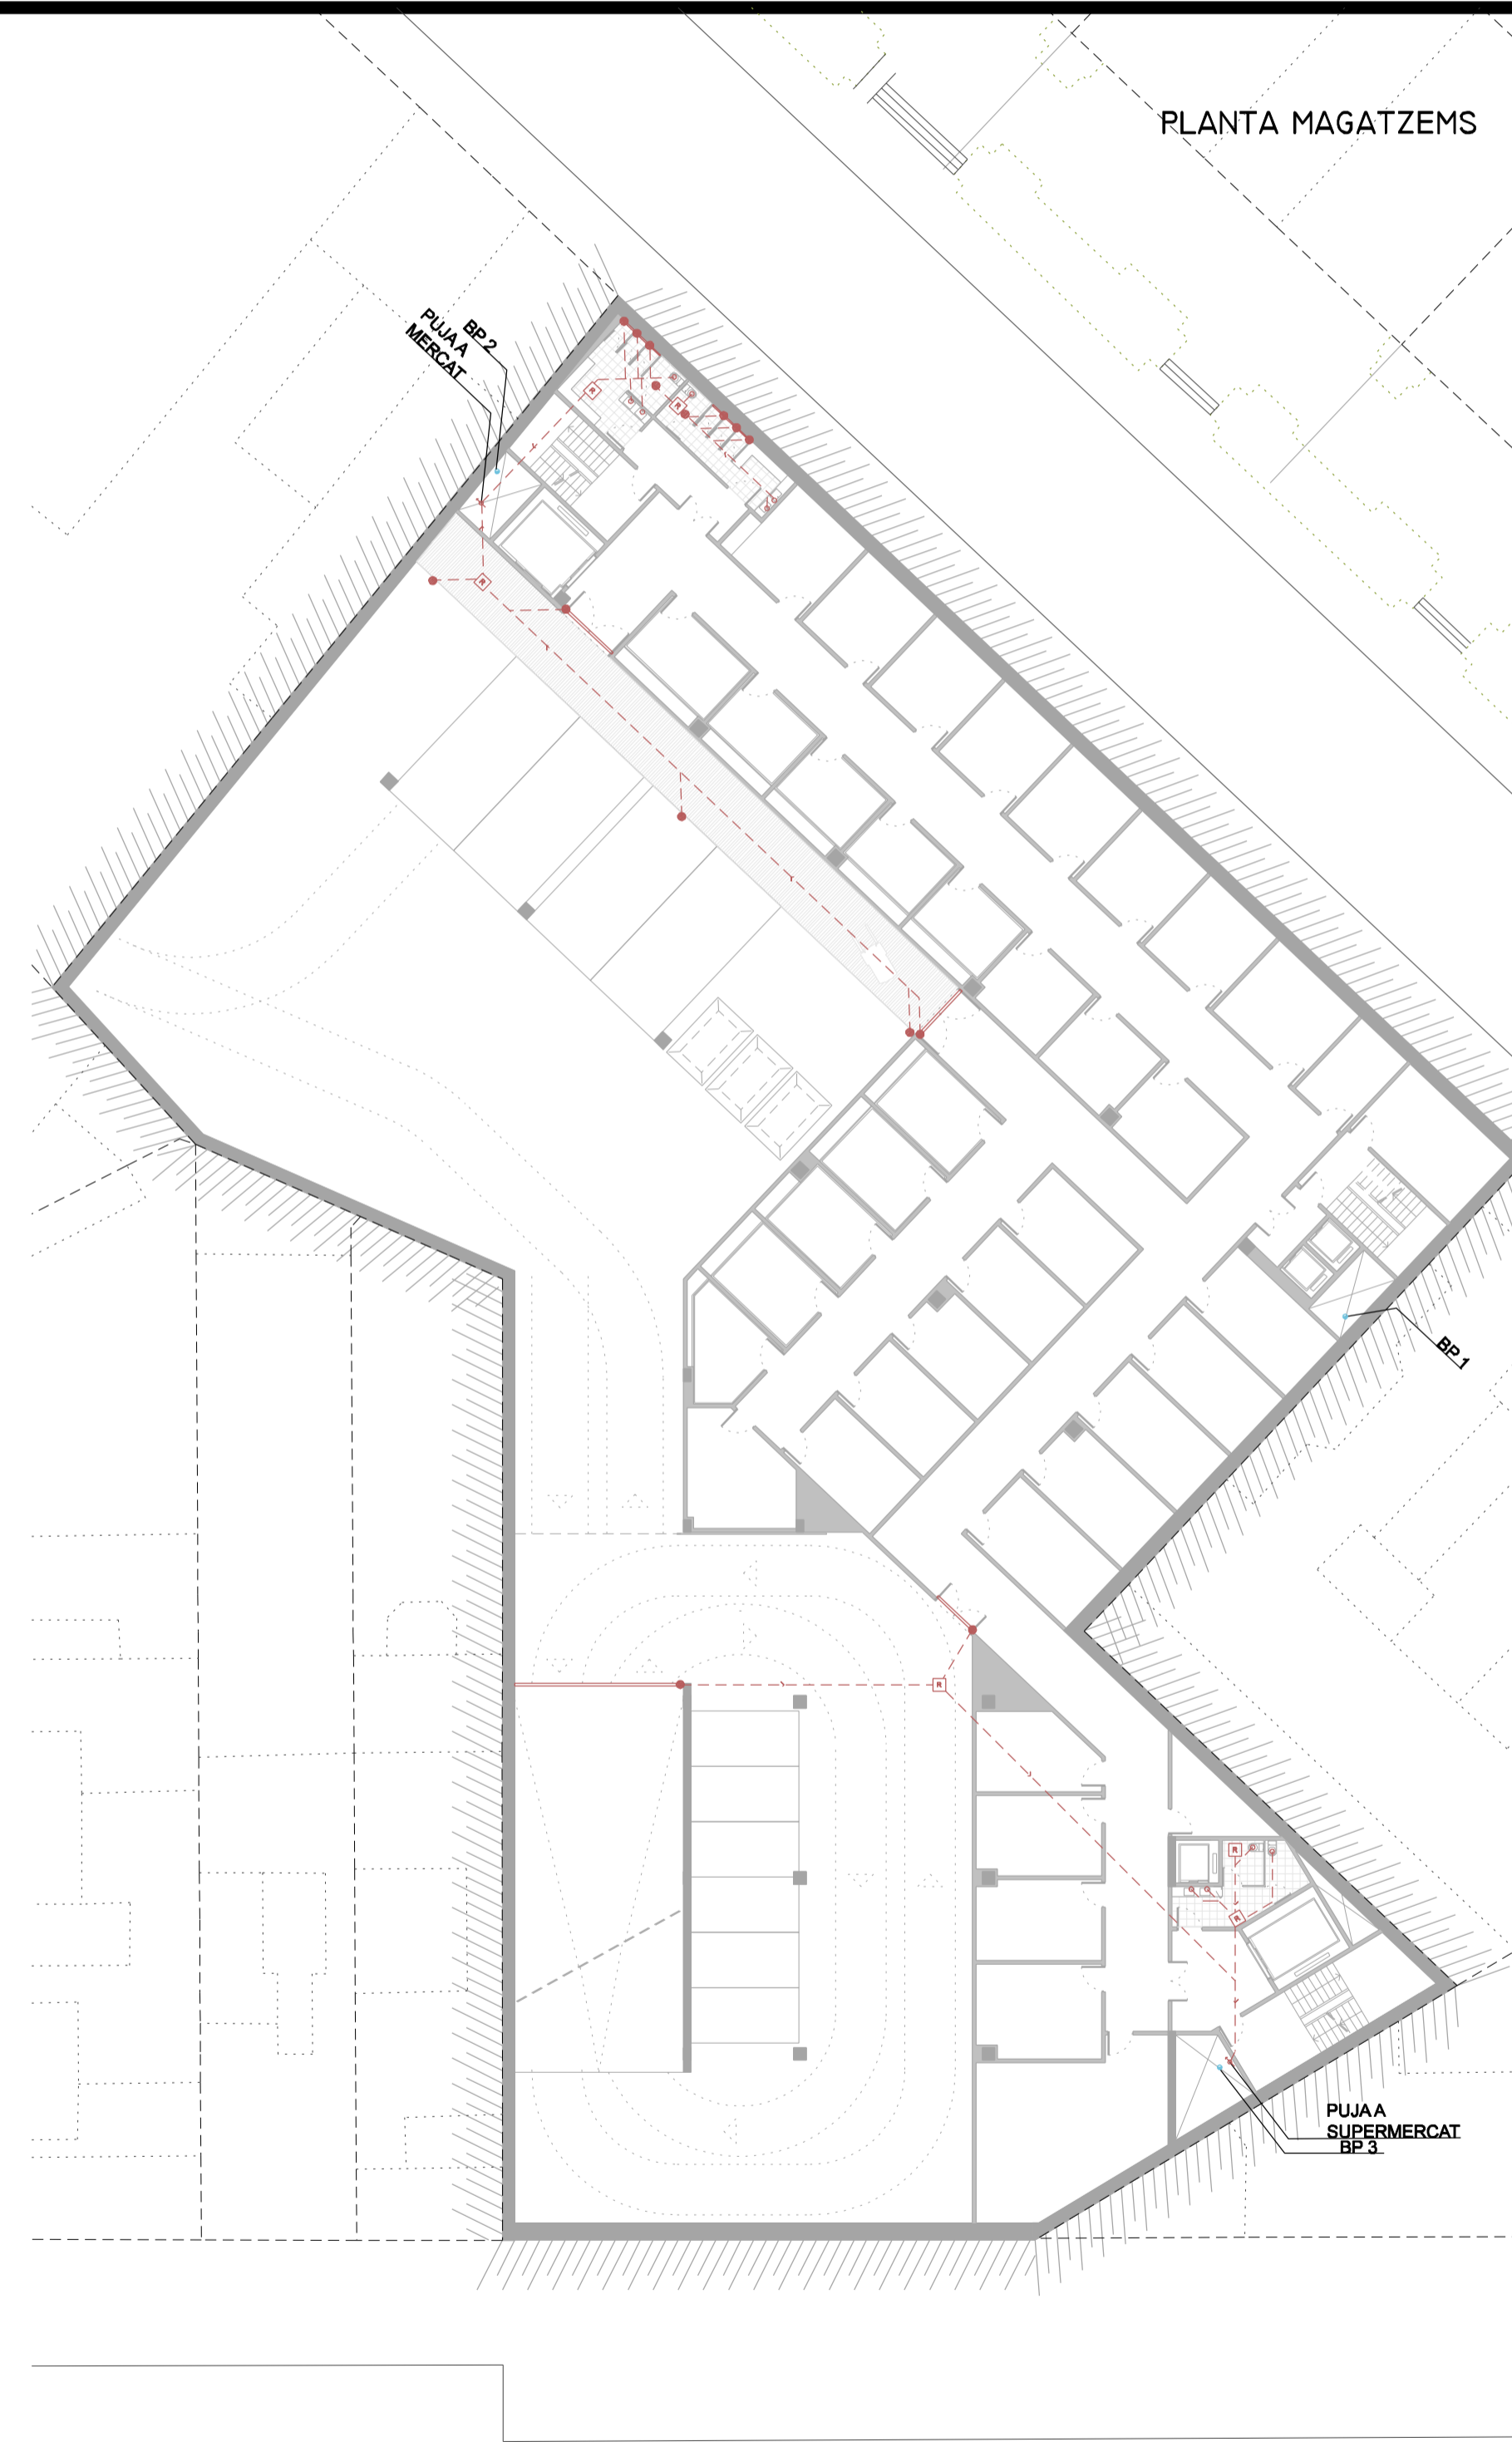 PLANTA MAGATZEMS
BP 2
PUJA A
MERCAT
R
R
R
BP 1
R
R
R
PUJA A
SUPERMERCAT
BP 3